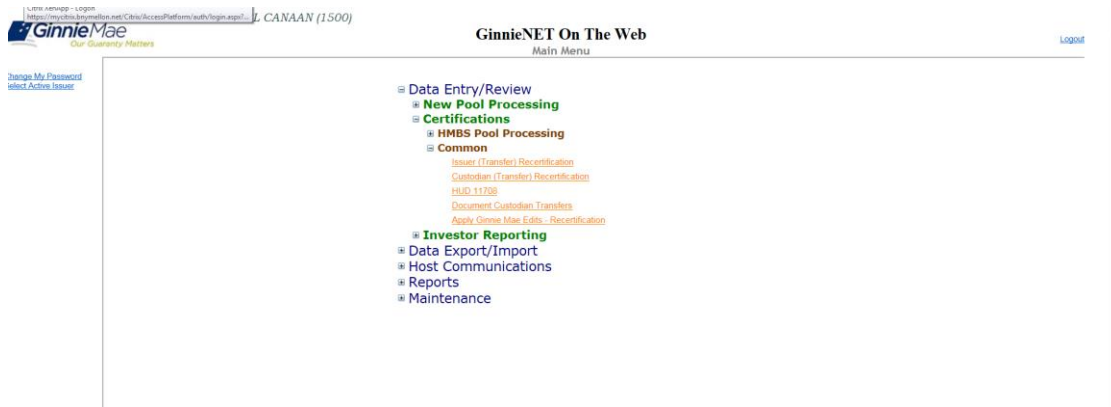 Citrix XenApp - Logon
https://mycitrix.bnymellon.net/Citrix/AccessPlatform/auth/login.aspx?...
L CANAAN (1500)
GinnieMae
Our Guaranty Matters
GinnieNET On The Web
Main Menu
Logout
Change My Password
Select Active Issuer
Data Entry/Review
New Pool Processing
Certifications
HMBS Pool Processing
Common
Issuer (Transfer) Recertification
Custodian (Transfer) Recertification
HUD 11708
Document Custodian Transfers
Apply Ginnie Mae Edits - Recertification
Investor Reporting
Data Export/Import
Host Communications
Reports
Maintenance